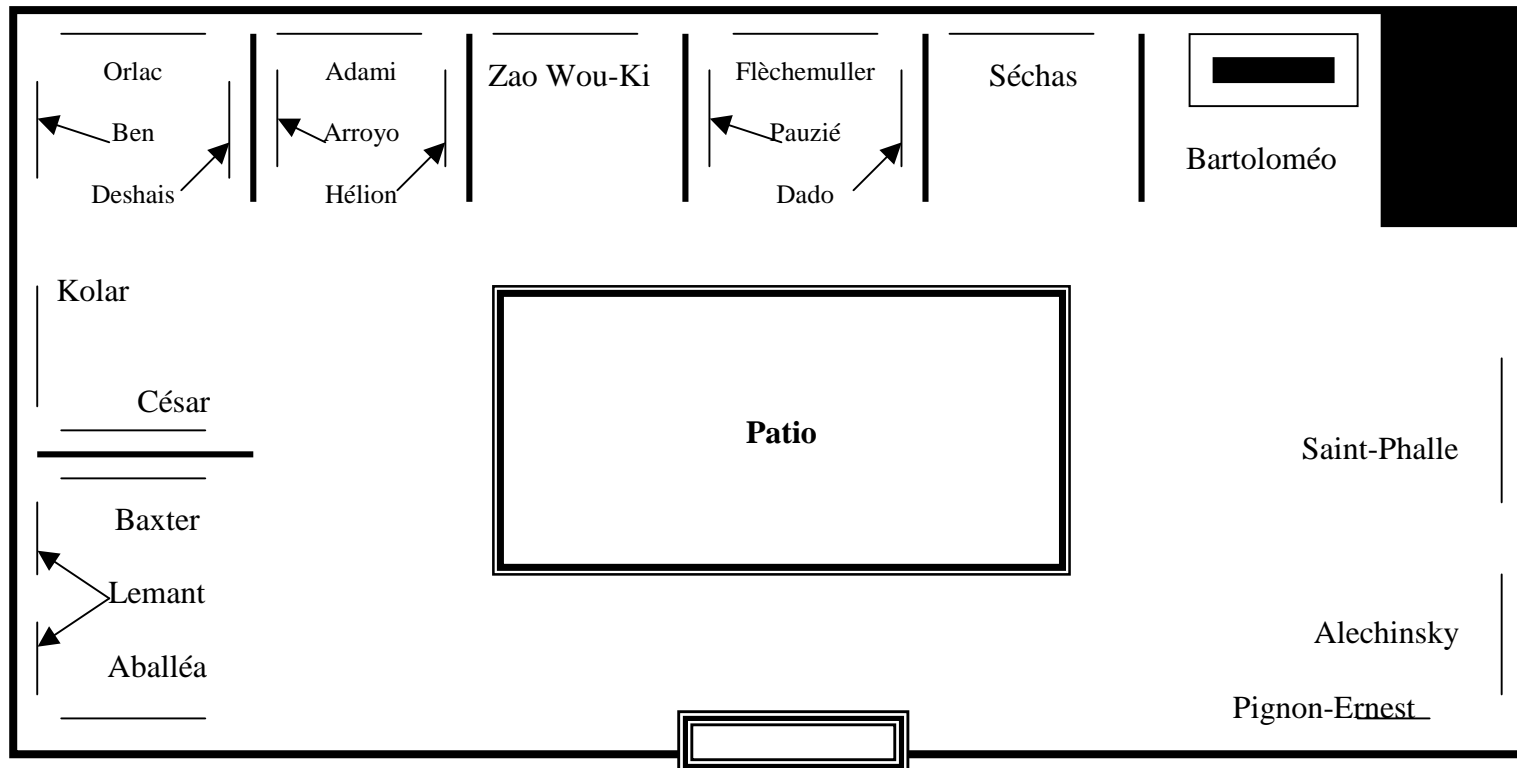 Orlac
Ben
Deshais
Adami
Arroyo
Hélion
Zao Wou-Ki
Flèchemuller
Pauzié
Dado
Séchas
Bartoloméo
Kolar
César
Patio
Saint-Phalle
Baxter
Lemant
Aballéa
Alechinsky
Pignon-Ernest